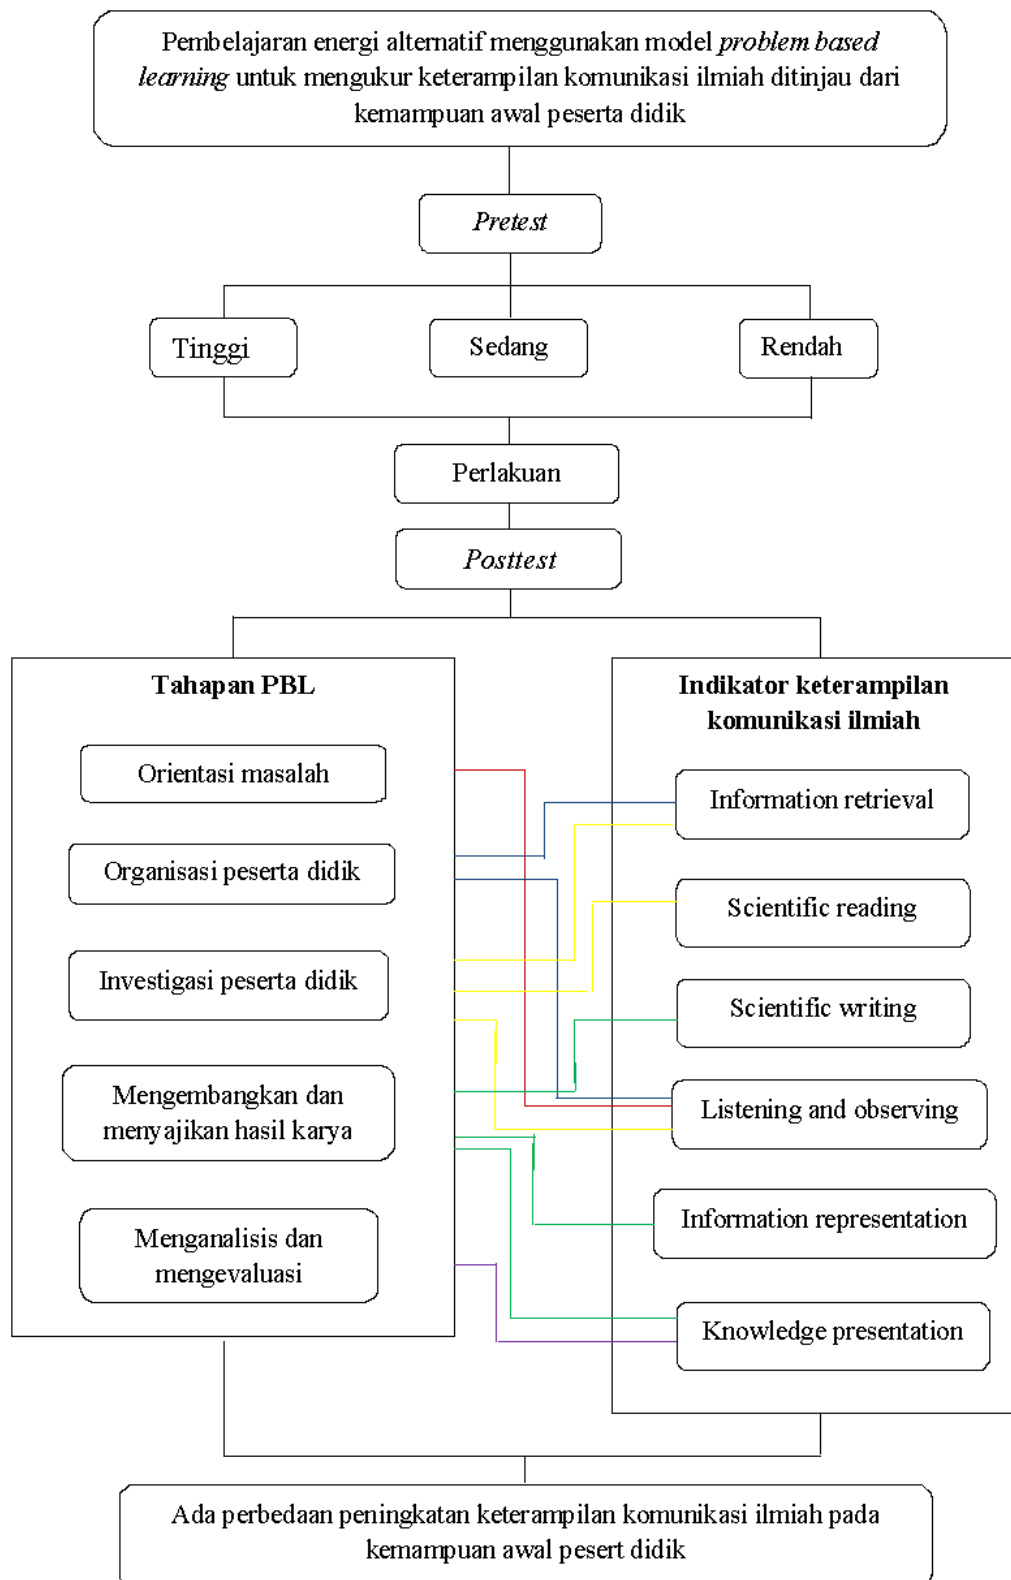 Pembelajaran energi alternatif menggunakan model problem based
learning untuk mengukur keterampilan komunikasi ilmiah ditinjau dari
kemampuan awal peserta didik
Pretest
Tinggi
Sedang
Rendah
Perlakuan
Posttest
Tahapan PBL
Orientasi masalah
Organisasi peserta didik
Investigasi peserta didik
Mengembangkan dan
menyajikan hasil karya
Menganalisis dan
mengevaluasi
Indikator keterampilan
komunikasi ilmiah
Information retrieval
Scientific reading
Scientific writing
Listening and observing
Information representation
Knowledge presentation
Ada perbedaan peningkatan keterampilan komunikasi ilmiah pada
kemampuan awal pesert didik